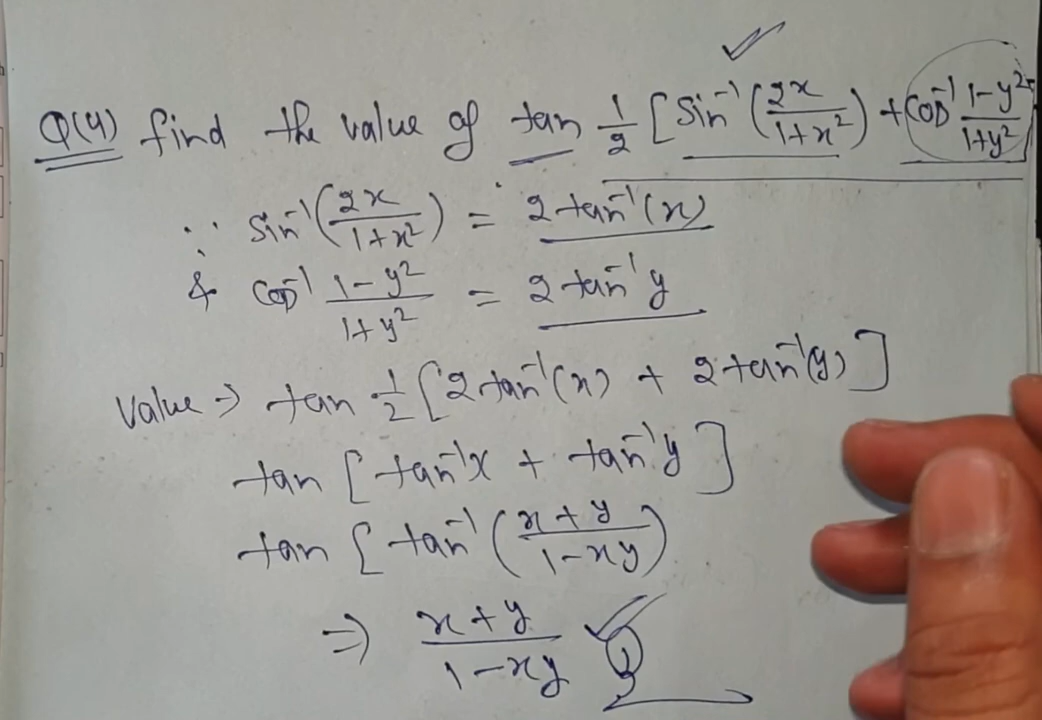 Q(4) find the value of tan 1/2 [sin⁻¹(2x/1+x²) + cos⁻¹ 1-y²/1+y²
∵ sin⁻¹(2x/1+x²) = 2 tan⁻¹(x)
& cos⁻¹ 1-y²/1+y² = 2 tan⁻¹ y
value ⇒ tan 1/2 [2 tan⁻¹(x) + 2 tan⁻¹(y)]
tan [tan⁻¹x + tan⁻¹y]
tan [tan⁻¹(x+y/1-xy)
⇒ x+y/1-xy